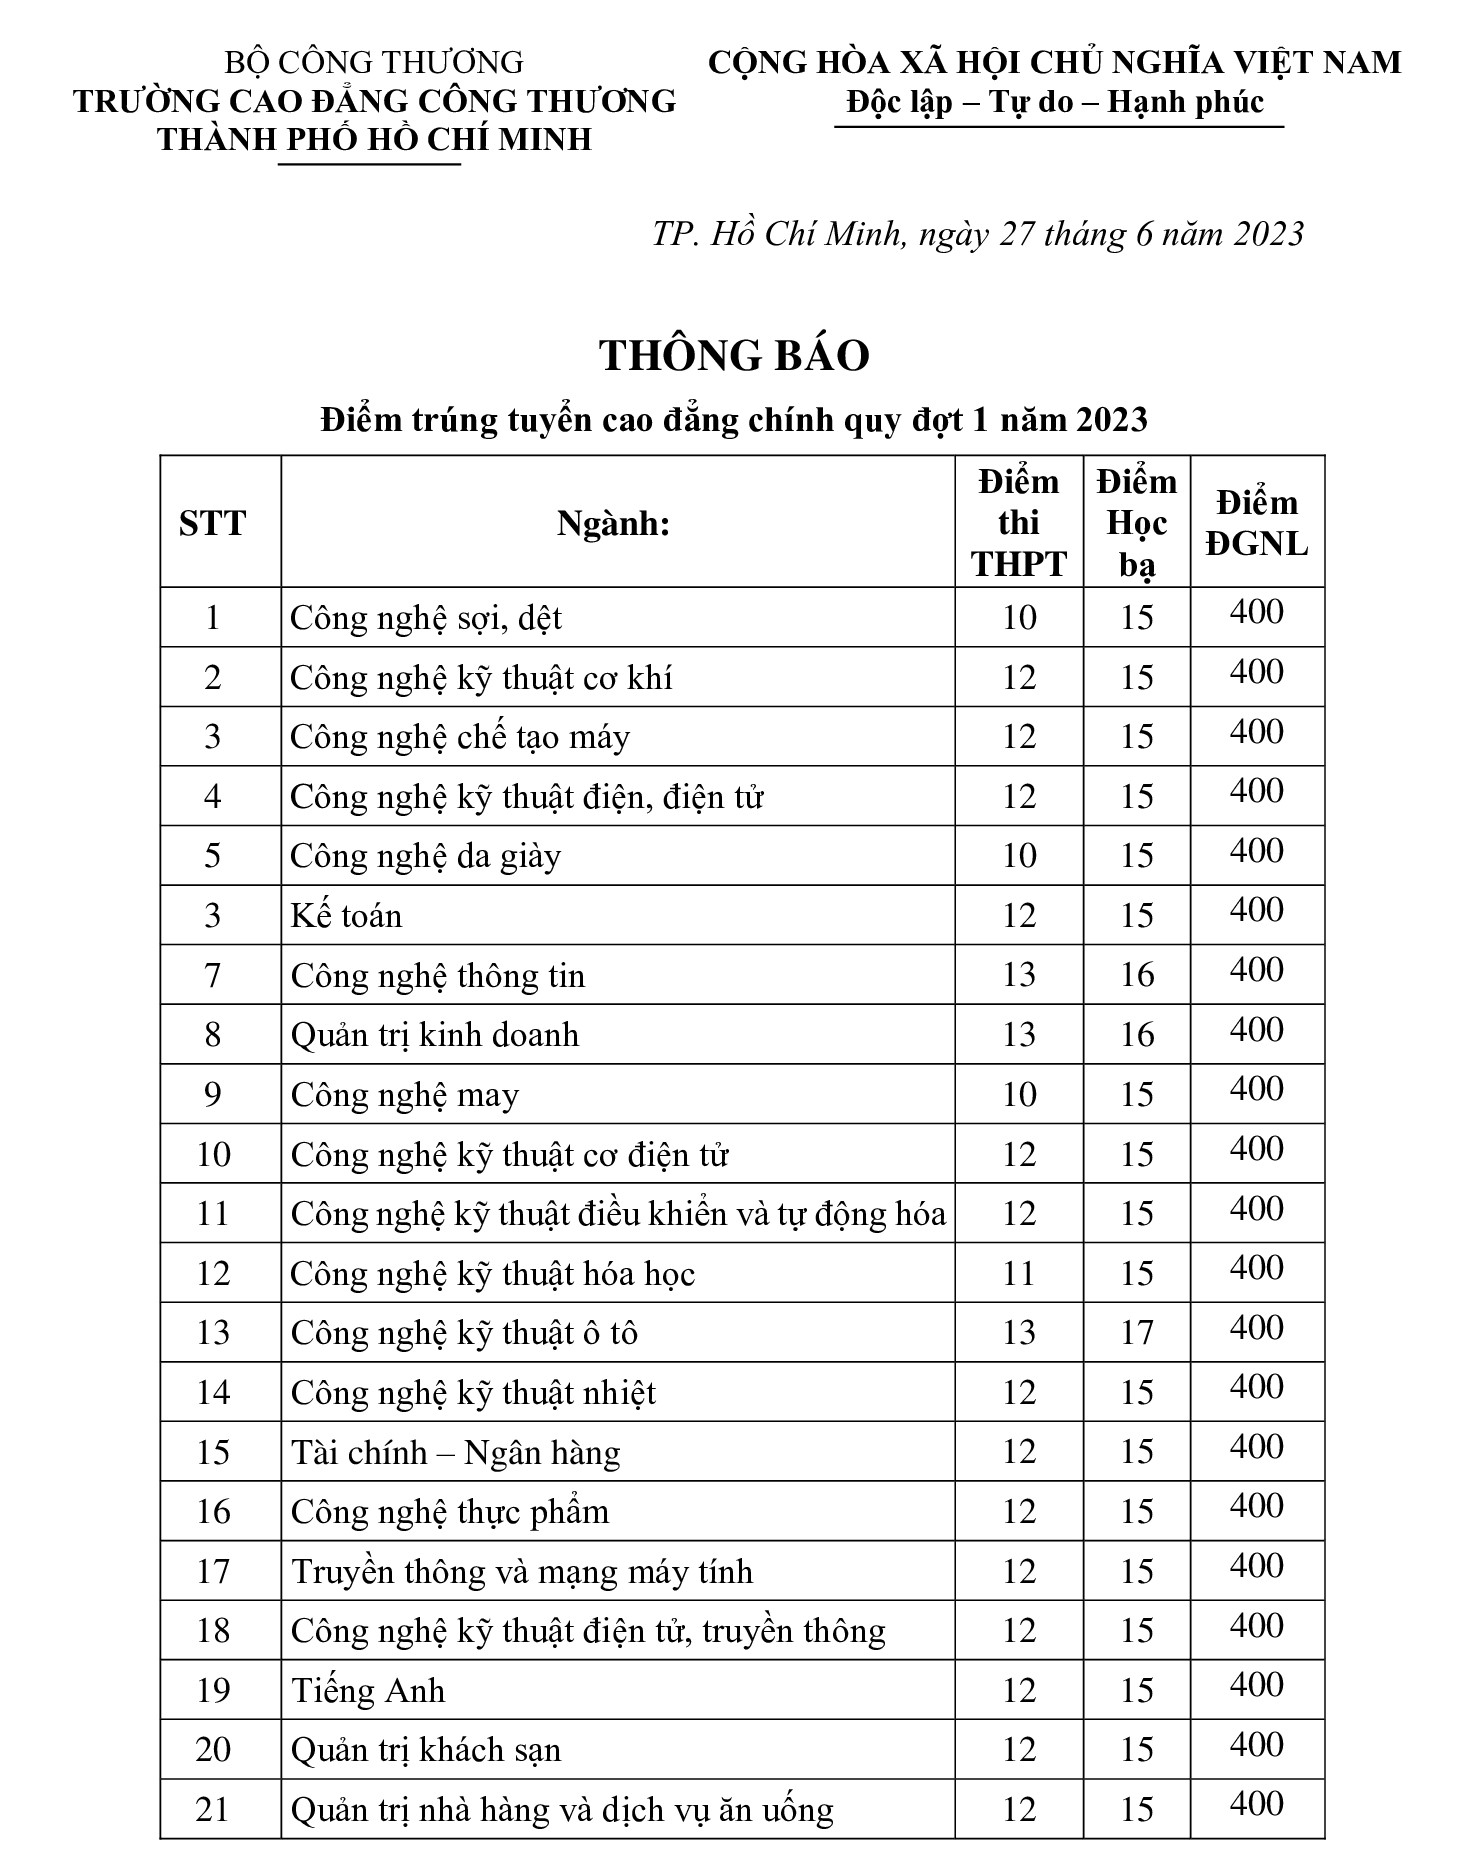 BỘ CÔNG THƯƠNG
TRƯỜNG CAO ĐẲNG CÔNG THƯƠNG
THÀNH PHỐ HỒ CHÍ MINH
CỘNG HÒA XÃ HỘI CHỦ NGHĨA VIỆT NAM
Độc lập – Tự do – Hạnh phúc
TP. Hồ Chí Minh, ngày 27 tháng 6 năm 2023
THÔNG BÁO
Điểm trúng tuyển cao đẳng chính quy đợt 1 năm 2023
STT Ngành: Điểm thi THPT Điểm Học bạ Điểm ĐGNL
1 Công nghệ sợi, dệt 10 15 400
2 Công nghệ kỹ thuật cơ khí 12 15 400
3 Công nghệ chế tạo máy 12 15 400
4 Công nghệ kỹ thuật điện, điện tử 12 15 400
5 Công nghệ da giày 10 15 400
3 Kế toán 12 15 400
7 Công nghệ thông tin 13 16 400
8 Quản trị kinh doanh 13 16 400
9 Công nghệ may 10 15 400
10 Công nghệ kỹ thuật cơ điện tử 12 15 400
11 Công nghệ kỹ thuật điều khiển và tự động hóa 12 15 400
12 Công nghệ kỹ thuật hóa học 11 15 400
13 Công nghệ kỹ thuật ô tô 13 17 400
14 Công nghệ kỹ thuật nhiệt 12 15 400
15 Tài chính – Ngân hàng 12 15 400
16 Công nghệ thực phẩm 12 15 400
17 Truyền thông và mạng máy tính 12 15 400
18 Công nghệ kỹ thuật điện tử, truyền thông 12 15 400
19 Tiếng Anh 12 15 400
20 Quản trị khách sạn 12 15 400
21 Quản trị nhà hàng và dịch vụ ăn uống 12 15 400